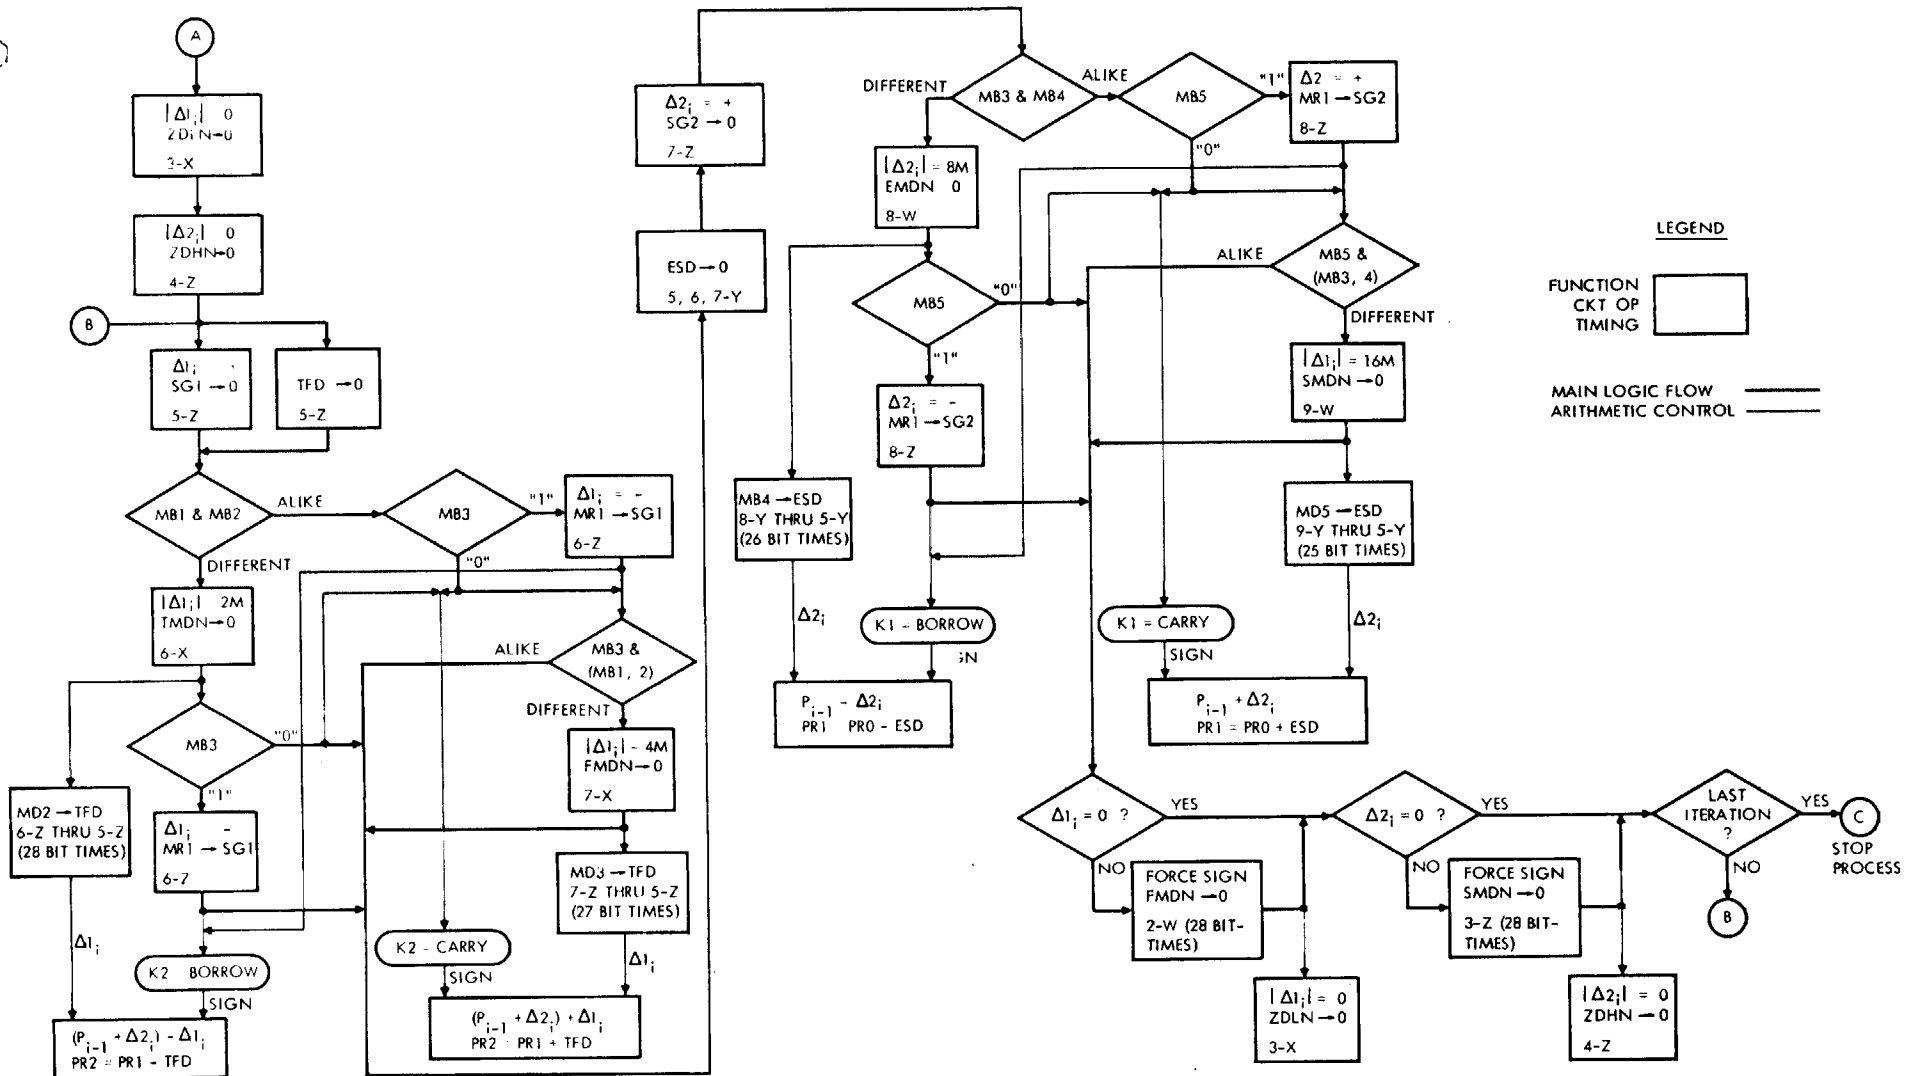 A
|Δ1i| 0
ZDLN→0
3-X
|Δ2i| 0
ZDHN→0
4-Z
B
Δ1i
SG1 →0
5-Z
TFD →0
5-Z
MB1 & MB2
ALIKE
DIFFERENT
MB3
"1"
"0"
Δ1i = -
MR1 →SG1
6-Z
|Δ1i| 2M
TMDN→0
6-X
MB3
"0"
"1"
MD2 →TFD
6-Z THRU 5-Z
(28 BIT TIMES)
Δ1i
Δ1i -
MR1 → SG1
6-Z
K2 BORROW
SIGN
(Pi-1 + Δ2i) - Δ1i
PR2 = PR1 - TFD
MB3 &
(MB1, 2)
ALIKE
DIFFERENT
|Δ1i| - 4M
FMDN→0
7-X
MD3 →TFD
7-Z THRU 5-Z
(27 BIT TIMES)
Δ1i
K2 - CARRY
SIGN
(Pi-1 + Δ2i) + Δ1i
PR2 = PR1 + TFD
Δ2i = +
SG2 → 0
7-Z
ESD→0
5, 6, 7-Y
MB3 & MB4
DIFFERENT
ALIKE
MB5
"1"
"0"
Δ2 = +
MR1 →SG2
8-Z
|Δ2i| = 8M
EMDN 0
8-W
MB5
"0"
"1"
Δ2i = -
MR1 →SG2
8-Z
MB4 →ESD
8-Y THRU 5-Y
(26 BIT TIMES)
Δ2i
K1 - BORROW
Pi-1 - Δ2i
PR1 PR0 - ESD
MB5 &
(MB3, 4)
ALIKE
DIFFERENT
|Δ1i| = 16M
SMDN →0
9-W
MD5 →ESD
9-Y THRU 5-Y
(25 BIT TIMES)
Δ2i
K1 = CARRY
SIGN
Pi-1 + Δ2i
PR1 = PR0 + ESD
Δ1i = 0 ?
YES
NO
FORCE SIGN
FMDN →0
2-W (28 BIT-
TIMES)
|Δ1i| = 0
ZDLN →0
3-X
Δ2i = 0 ?
YES
NO
FORCE SIGN
SMDN →0
3-Z (28 BIT-
TIMES)
|Δ2i| = 0
ZDHN →0
4-Z
LAST
ITERATION
?
YES
NO
B
C
STOP
PROCESS
LEGEND
FUNCTION
CKT OP
TIMING
MAIN LOGIC FLOW
ARITHMETIC CONTROL